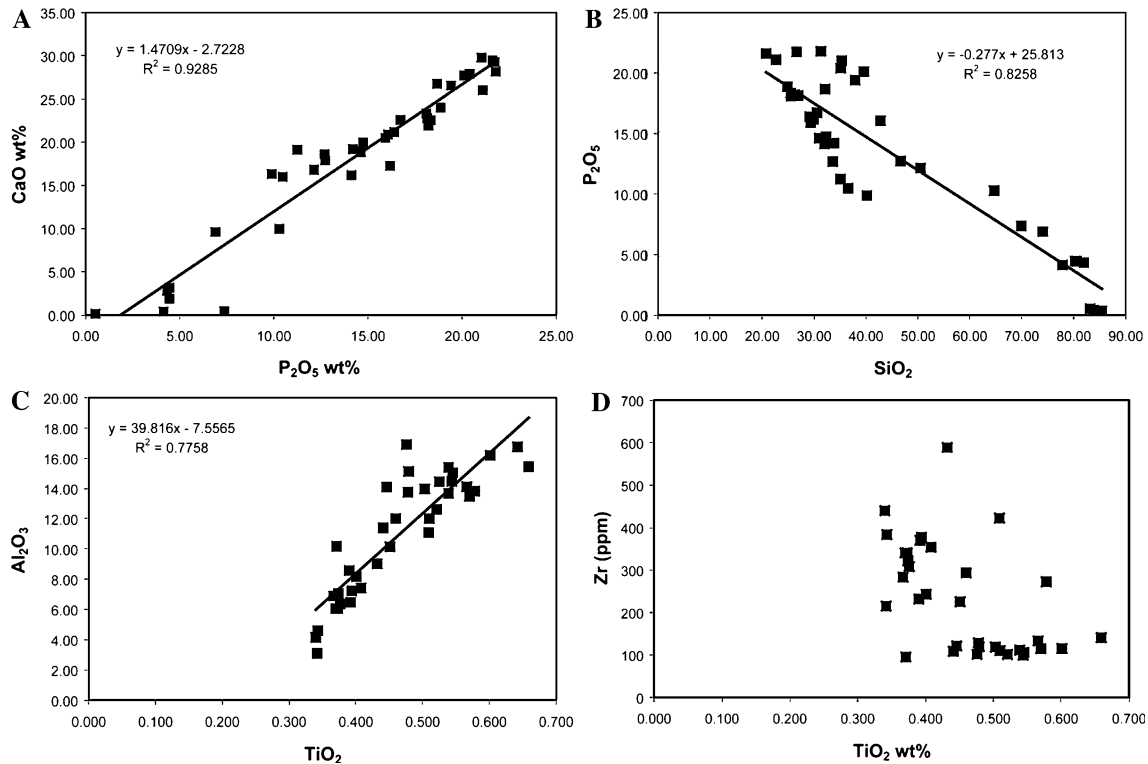 A
y = 1.4709x - 2.7228
R² = 0.9285
CaO wt%
35.00
30.00
25.00
20.00
15.00
10.00
5.00
0.00
0.00 5.00 10.00 15.00 20.00 25.00
P₂O₅ wt%
B
y = -0.277x + 25.813
R² = 0.8258
P₂O₅
25.00
20.00
15.00
10.00
5.00
0.00
0.00 10.00 20.00 30.00 40.00 50.00 60.00 70.00 80.00 90.00
SiO₂
C
y = 39.816x - 7.5565
R² = 0.7758
Al₂O₃
20.00
18.00
16.00
14.00
12.00
10.00
8.00
6.00
4.00
2.00
0.00
0.000 0.100 0.200 0.300 0.400 0.500 0.600 0.700
TiO₂
D
Zr (ppm)
700
600
500
400
300
200
100
0
0.000 0.100 0.200 0.300 0.400 0.500 0.600 0.700
TiO₂ wt%